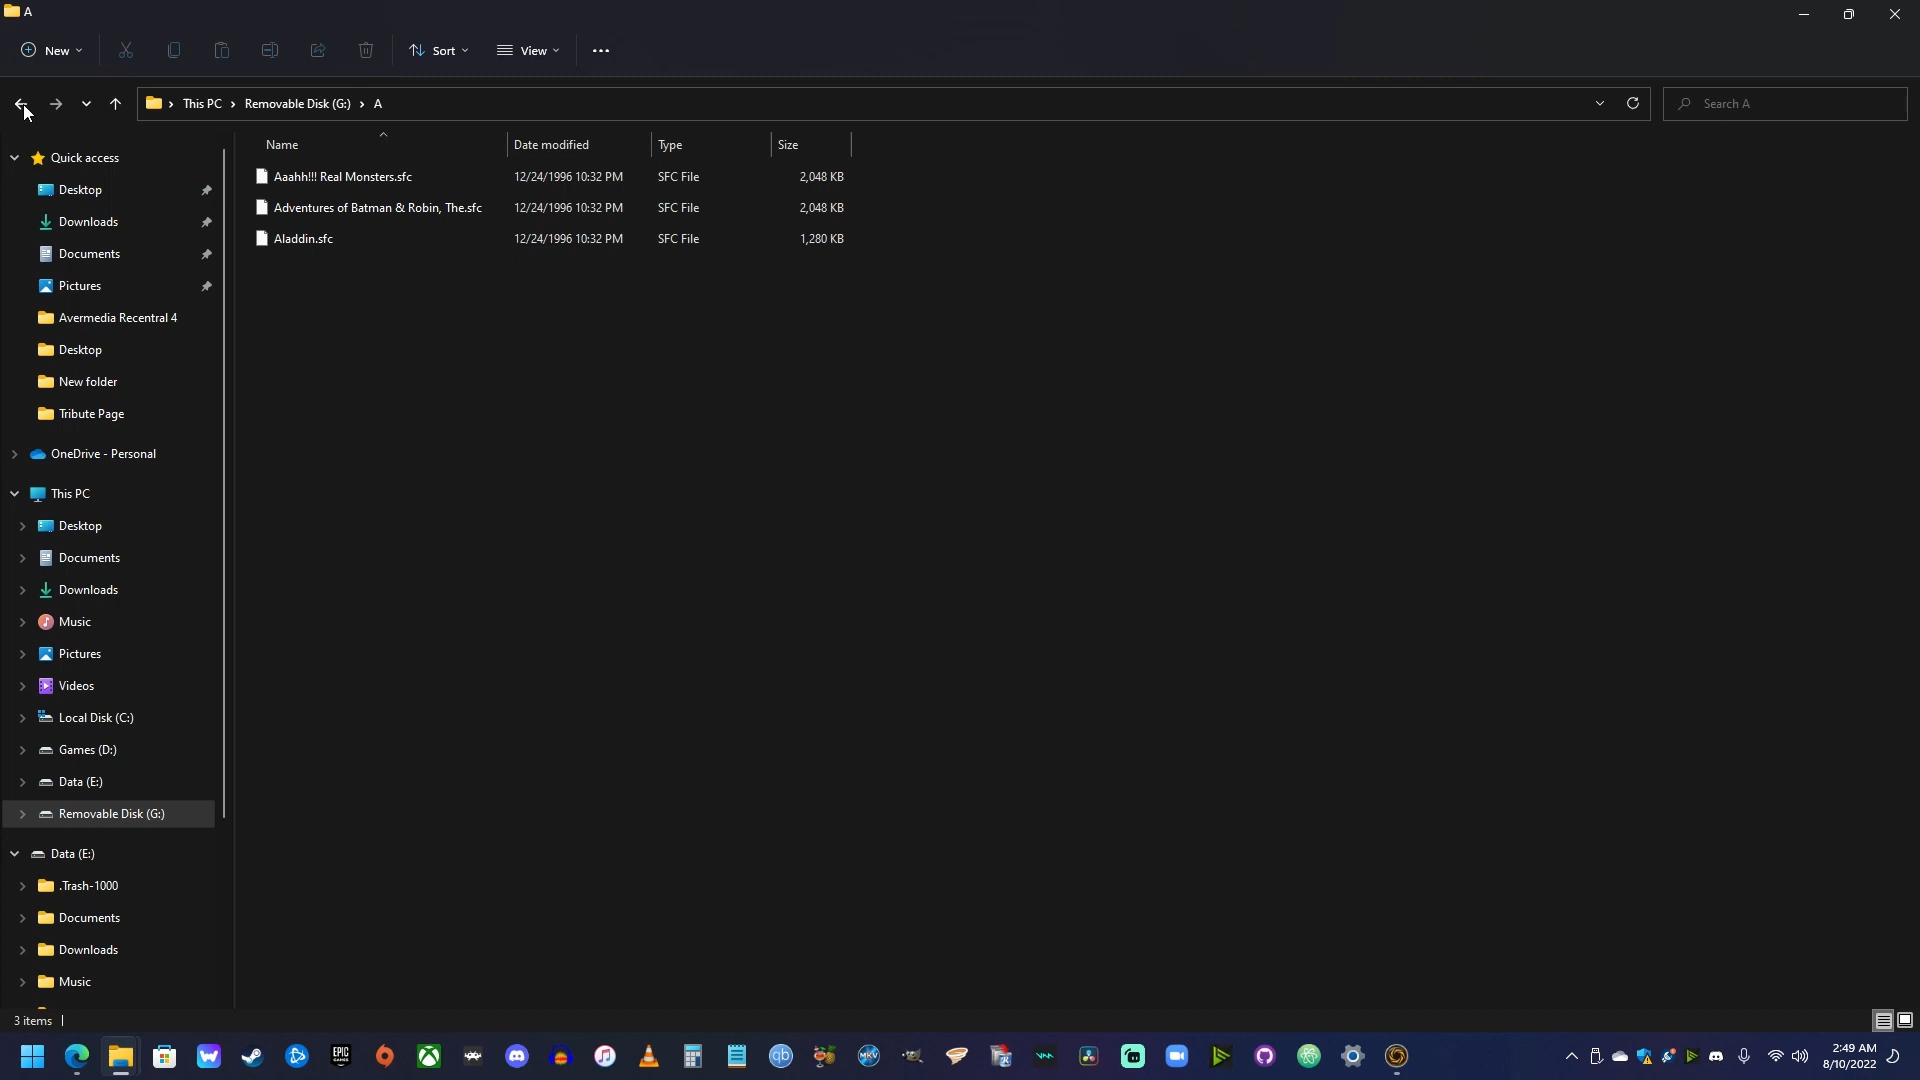 A
New
Sort
View
This PC
Removable Disk (G:)
A
Search A
Name Date modified Type Size
Quick access
Aaahh!!! Real Monsters.sfc 12/24/1996 10:32 PM SFC File 2,048 KB
Desktop
Adventures of Batman & Robin, The.sfc 12/24/1996 10:32 PM SFC File 2,048 KB
Downloads
Aladdin.sfc 12/24/1996 10:32 PM SFC File 1,280 KB
Documents
Pictures
Avermedia Recentral 4
Desktop
New folder
Tribute Page
OneDrive - Personal
This PC
Desktop
Documents
Downloads
Music
Pictures
Videos
Local Disk (C:)
Games (D:)
Data (E:)
Removable Disk (G:)
Data (E:)
.Trash-1000
Documents
Downloads
Music
3 items
EPIC GAMES
qb
MKV
2:49 AM
8/10/2022